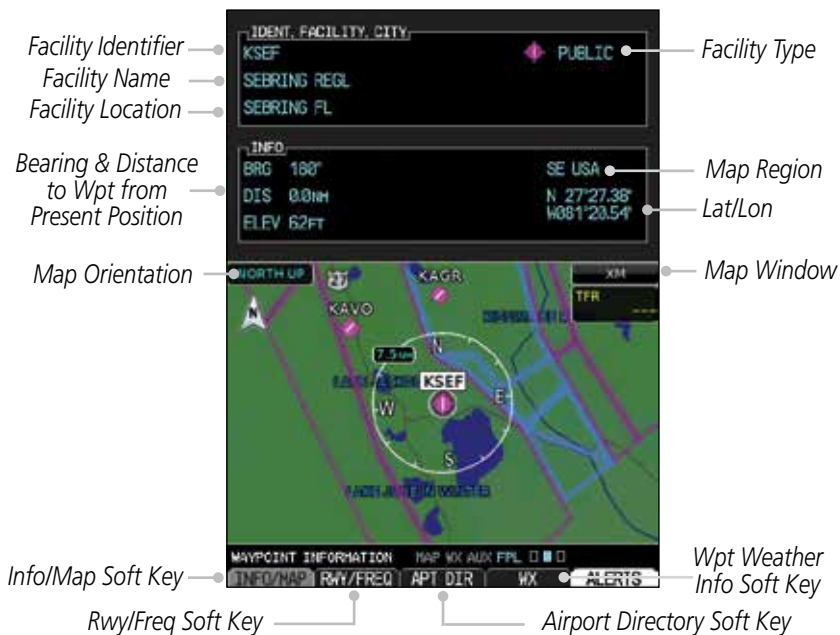 IDENT, FACILITY, CITY
Facility Identifier
KSEF
PUBLIC
Facility Type
Facility Name
SEBRING REGL
Facility Location
SEBRING FL
INFO
Bearing & Distance
to Wpt from
Present Position
BRG 180°
SE USA
Map Region
DIS 0.0NM
N 27°27.38'
W081°20.54'
Lat/Lon
ELEV 62FT
Map Orientation
NORTH UP
KAGR
XM
Map Window
TFR
---
N
KAVO
7.5NM
N
KSEF
W
E
S
WAYPOINT INFORMATION MAP WX AUX FPL
Info/Map Soft Key
INFO/MAP
RWY/FREQ
APT DIR
WX
ALERTS
Wpt Weather
Info Soft Key
Rwy/Freq Soft Key
Airport Directory Soft Key